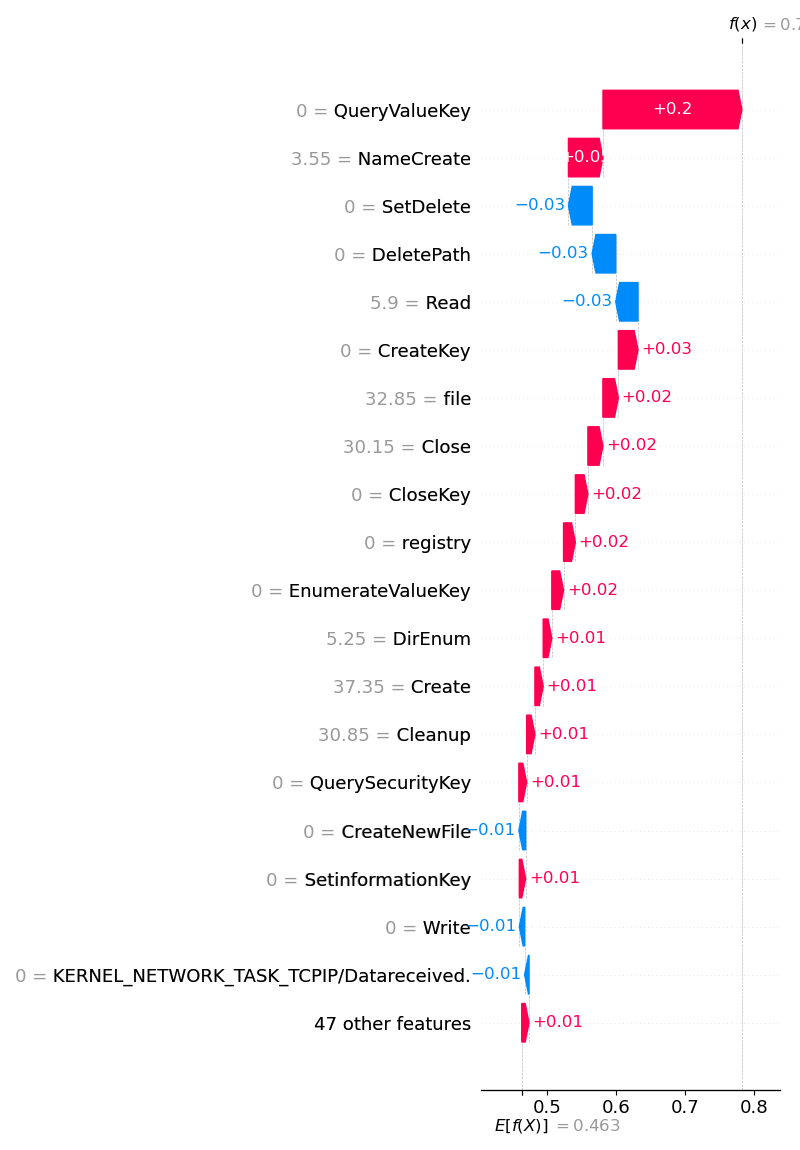 f(x) = 0.7
0 = QueryValueKey +0.2
3.55 = NameCreate +0.0
0 = SetDelete −0.03
0 = DeletePath −0.03
5.9 = Read −0.03
0 = CreateKey +0.03
32.85 = file +0.02
30.15 = Close +0.02
0 = CloseKey +0.02
0 = registry +0.02
0 = EnumerateValueKey +0.02
5.25 = DirEnum +0.01
37.35 = Create +0.01
30.85 = Cleanup +0.01
0 = QuerySecurityKey +0.01
0 = CreateNewFile −0.01
0 = SetinformationKey +0.01
0 = Write −0.01
0 = KERNEL_NETWORK_TASK_TCPIP/Datareceived. −0.01
47 other features +0.01
0.5 0.6 0.7 0.8
E[f(X)] = 0.463